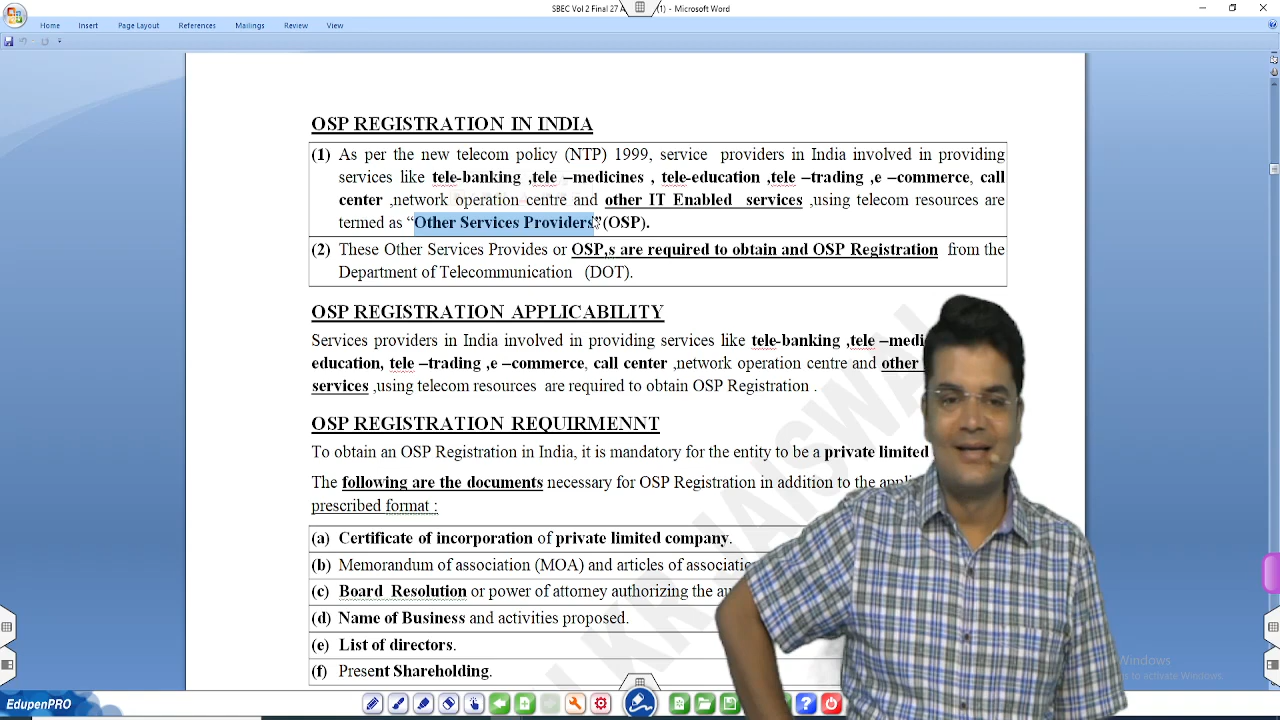 SBEC Vol 2 Final 27 A (1) - Microsoft Word
Home Insert Page Layout References Mailings Review View
OSP REGISTRATION IN INDIA
(1) As per the new telecom policy (NTP) 1999, service providers in India involved in providing
services like tele-banking ,tele –medicines , tele-education ,tele –trading ,e –commerce, call
center ,network operation centre and other IT Enabled services ,using telecom resources are
termed as “Other Services Providers”(OSP).
(2) These Other Services Provides or OSP,s are required to obtain and OSP Registration from the
Department of Telecommunication (DOT).
OSP REGISTRATION APPLICABILITY
Services providers in India involved in providing services like tele-banking ,tele –medi
education, tele –trading ,e –commerce, call center ,network operation centre and other
services ,using telecom resources are required to obtain OSP Registration .
OSP REGISTRATION REQUIRMENNT
To obtain an OSP Registration in India, it is mandatory for the entity to be a private limited
The following are the documents necessary for OSP Registration in addition to the appli
prescribed format :
(a) Certificate of incorporation of private limited company.
(b) Memorandum of association (MOA) and articles of associatio
(c) Board Resolution or power of attorney authorizing the au
(d) Name of Business and activities proposed.
(e) List of directors.
(f) Present Shareholding.
JAISWAL
Windows
to activate Windows
EdupenPRO